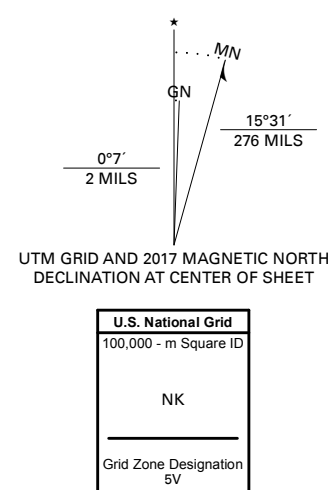 ★
MN
GN
15°31´
276 MILS
0°7´
2 MILS
UTM GRID AND 2017 MAGNETIC NORTH
DECLINATION AT CENTER OF SHEET
U.S. National Grid
100,000 - m Square ID
NK
Grid Zone Designation
5V